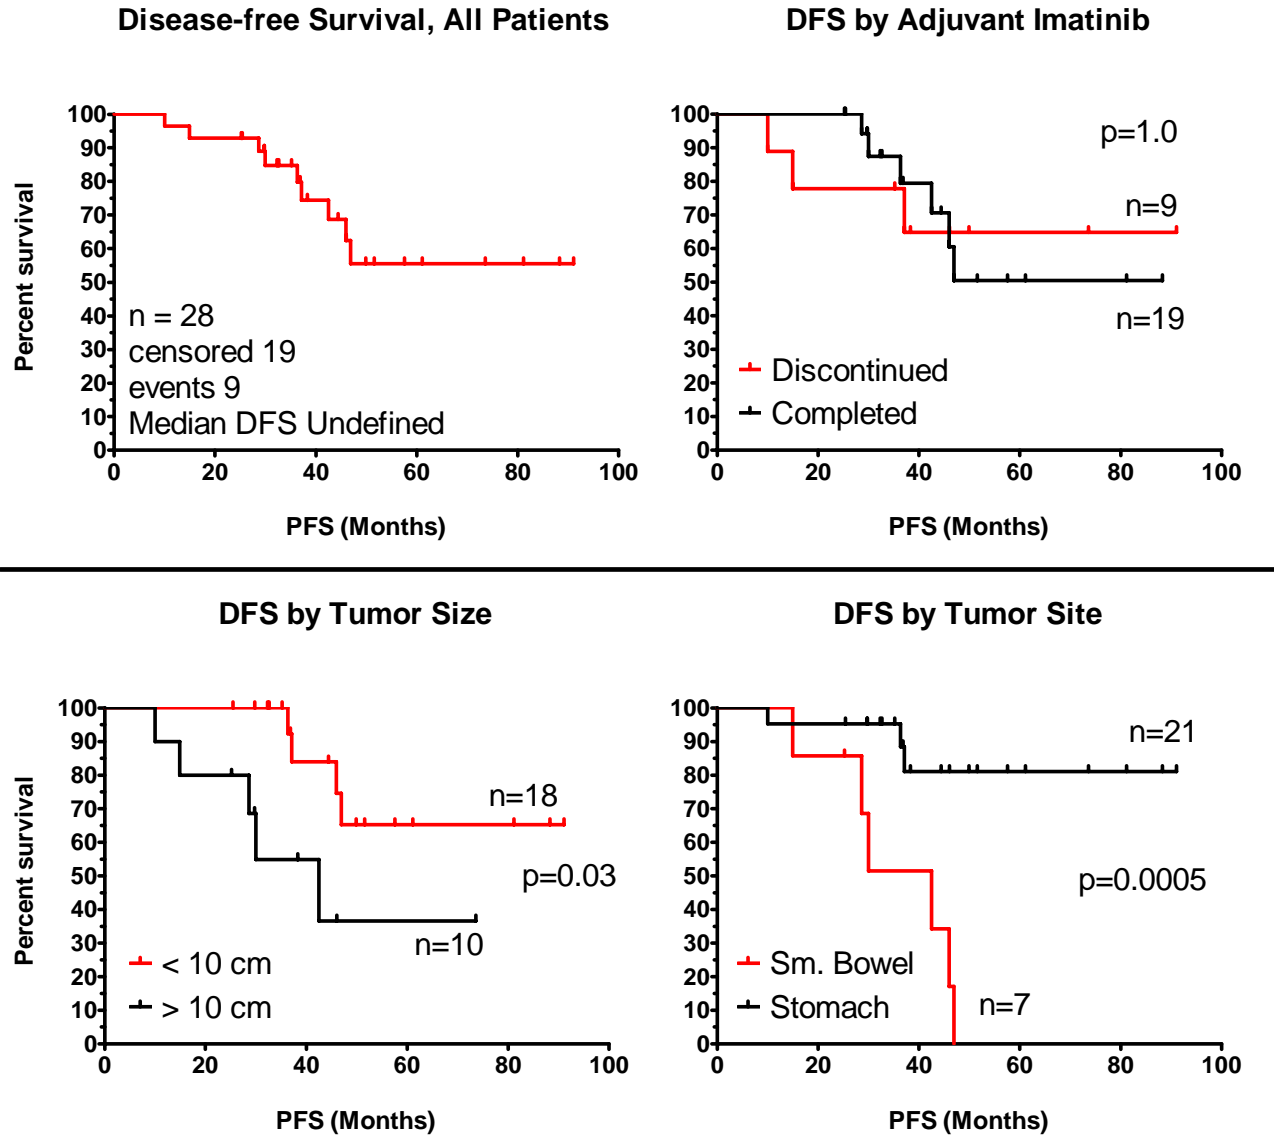 Disease-free Survival, All Patients
Percent survival
100
90
80
70
60
50
40
30
20
10
0
n = 28
censored 19
events 9
Median DFS Undefined
0 20 40 60 80 100
PFS (Months)
DFS by Adjuvant Imatinib
100
90
80
70
60
50
40
30
20
10
0
p=1.0
n=9
n=19
Discontinued
Completed
0 20 40 60 80 100
PFS (Months)
DFS by Tumor Size
Percent survival
100
90
80
70
60
50
40
30
20
10
0
n=18
p=0.03
n=10
< 10 cm
> 10 cm
0 20 40 60 80 100
PFS (Months)
DFS by Tumor Site
100
90
80
70
60
50
40
30
20
10
0
n=21
p=0.0005
Sm. Bowel
Stomach
n=7
0 20 40 60 80 100
PFS (Months)